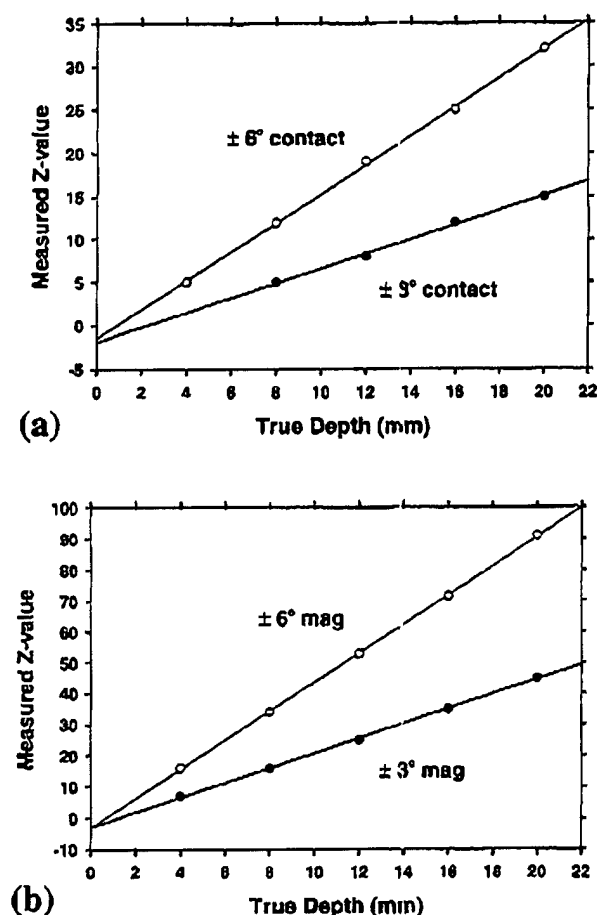 35
30
25
20
15
10
5
0
-5
Measured Z-value
± 6° contact
± 3° contact
0 2 4 6 8 10 12 14 16 18 20 22
True Depth (mm)
(a)
100
90
80
70
60
50
40
30
20
10
0
-10
Measured Z-value
± 6° mag
± 3° mag
0 2 4 6 8 10 12 14 16 18 20 22
True Depth (mm)
(b)